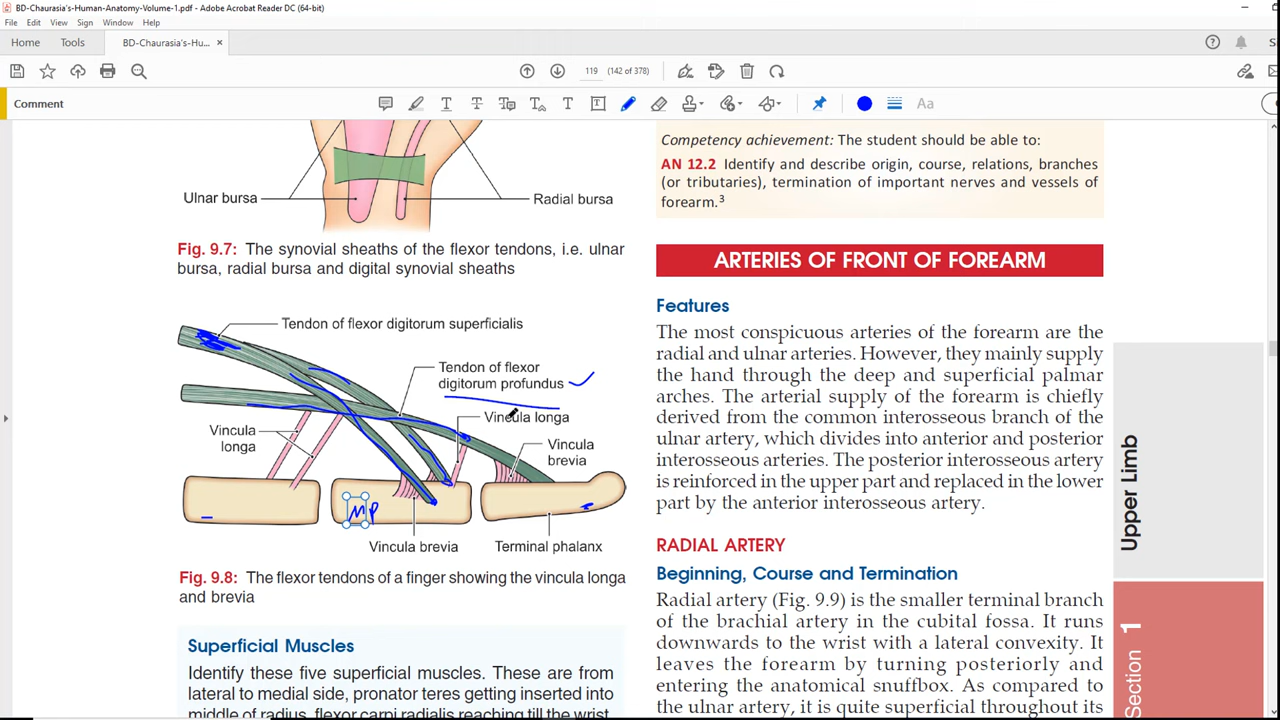 BD-Chaurasia's-Human-Anatomy-Volume-1.pdf - Adobe Acrobat Reader DC (64-bit)
File Edit View Sign Window Help
Home Tools BD-Chaurasia's-Hu... ×
119 (142 of 378)
Comment
Aa
Ulnar bursa
Radial bursa
Fig. 9.7: The synovial sheaths of the flexor tendons, i.e. ulnar
bursa, radial bursa and digital synovial sheaths
Tendon of flexor digitorum superficialis
Tendon of flexor
digitorum profundus
Vincula longa
Vincula
longa
Vincula
brevia
MP
Vincula brevia
Terminal phalanx
Fig. 9.8: The flexor tendons of a finger showing the vincula longa
and brevia
Superficial Muscles
Identify these five superficial muscles. These are from
lateral to medial side, pronator teres getting inserted into
middle of radius, flexor carpi radialis reaching till the wrist,
Competency achievement: The student should be able to:
AN 12.2 Identify and describe origin, course, relations, branches
(or tributaries), termination of important nerves and vessels of
forearm.³
ARTERIES OF FRONT OF FOREARM
Features
The most conspicuous arteries of the forearm are the
radial and ulnar arteries. However, they mainly supply
the hand through the deep and superficial palmar
arches. The arterial supply of the forearm is chiefly
derived from the common interosseous branch of the
ulnar artery, which divides into anterior and posterior
interosseous arteries. The posterior interosseous artery
is reinforced in the upper part and replaced in the lower
part by the anterior interosseous artery.
RADIAL ARTERY
Beginning, Course and Termination
Radial artery (Fig. 9.9) is the smaller terminal branch
of the brachial artery in the cubital fossa. It runs
downwards to the wrist with a lateral convexity. It
leaves the forearm by turning posteriorly and
entering the anatomical snuffbox. As compared to
the ulnar artery, it is quite superficial throughout its
Upper Limb
Section 1